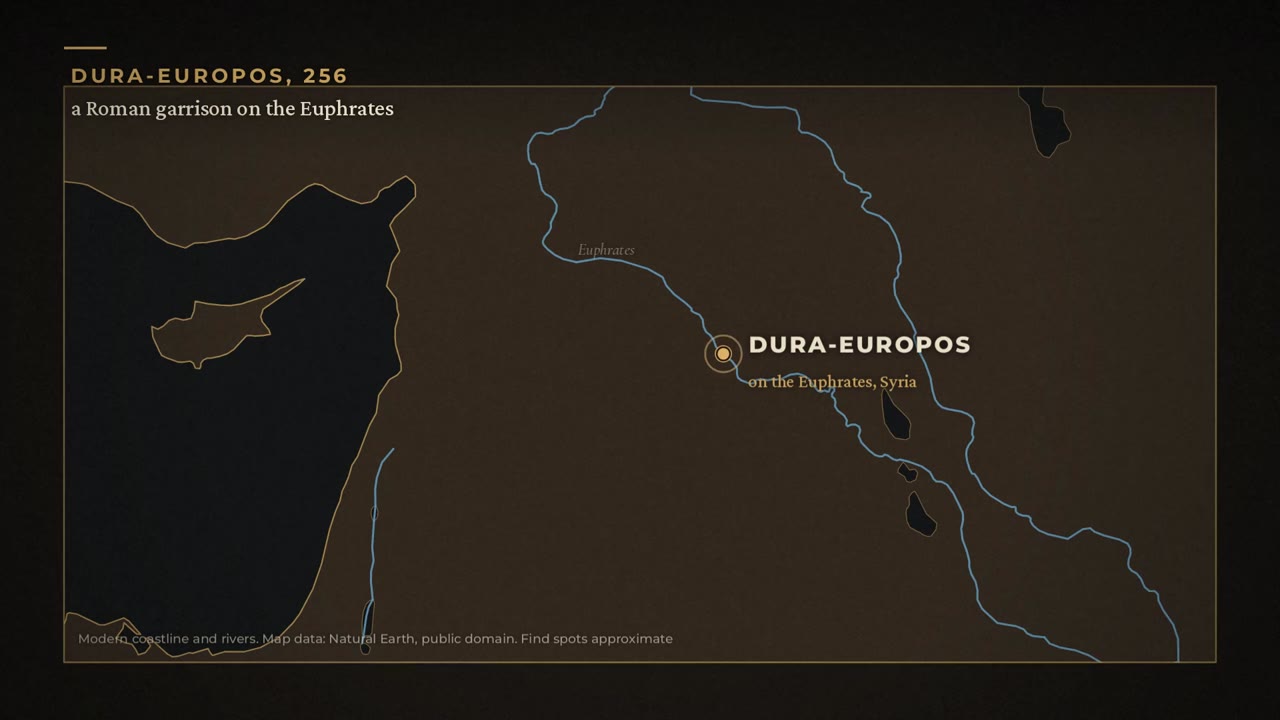 DURA-EUROPOS, 256
a Roman garrison on the Euphrates
Euphrates
DURA-EUROPOS
on the Euphrates, Syria
Modern coastline and rivers. Map data: Natural Earth, public domain. Find spots approximate